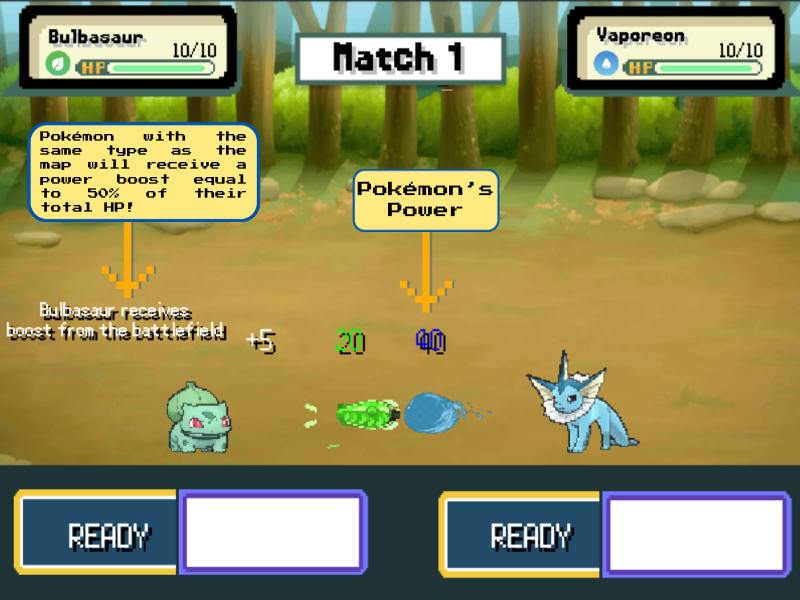 Bulbasaur
10/10
HP
Match 1
Vaporeon
10/10
HP
Pokémon with the
same type as the
map will receive a
power boost equal
to 50% of their
total HP!
Pokémon's
Power
Bulbasaur receives
boost from the battlefield
+5
20
40
READY
READY